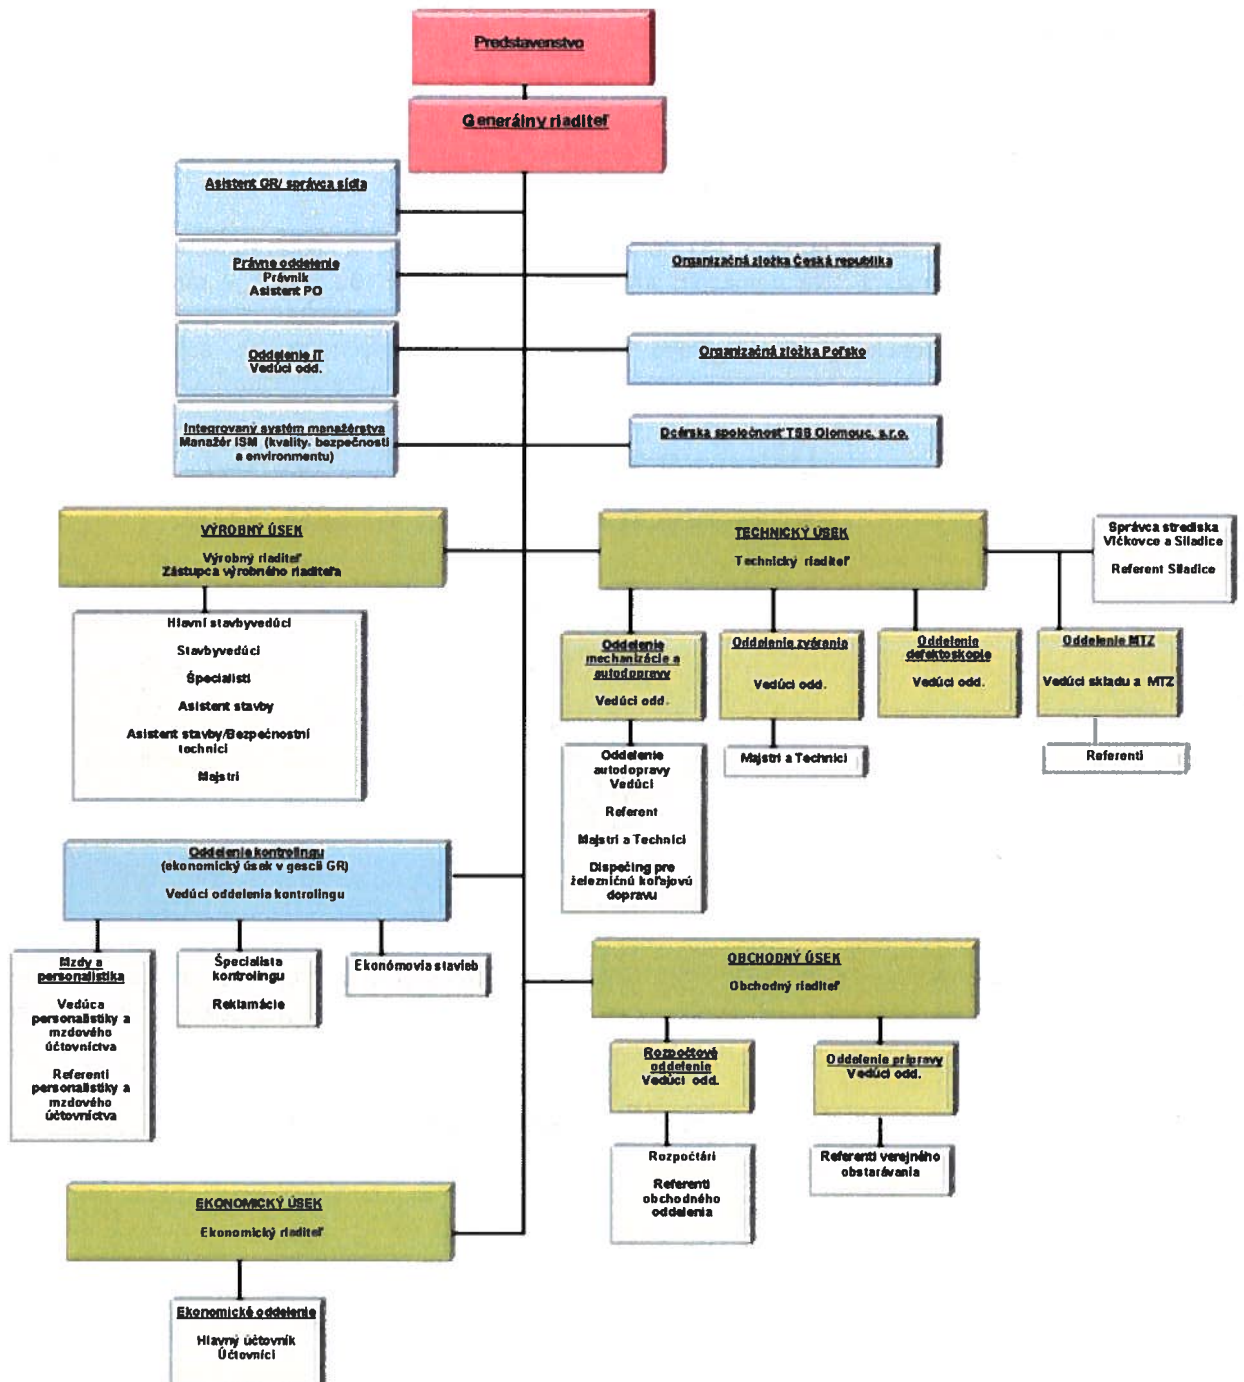 Predstavenstvo
Generálny riaditeľ
Asistent GR/ správca sídla
Právne oddelenie
Právnik
Asistent PO
Organizačná zložka Česká republika
Oddelenie IT
Vedúci odd.
Organizačná zložka Poľsko
Integrovaný systém manažérstva
Manažér ISM (kvality, bezpečnosti
a environmentu)
Dcérska spoločnosť TSS Olomouc, s.r.o.
VÝROBNÝ ÚSEK
Výrobný riaditeľ
Zástupca výrobného riaditeľa
TECHNICKÝ ÚSEK
Technický riaditeľ
Správca strediska
Vlčkovce a Siladice
Referent Siladice
Hlavní stavbyvedúci
Stavbyvedúci
Špecialisti
Asistent stavby
Asistent stavby/Bezpečnostní
technici
Majstri
Oddelenie
mechanizácie a
autodopravy
Vedúci odd.
Oddelenie zvárania
Vedúci odd.
Oddelenie
defektoskopie
Vedúci odd.
Oddelenie MTZ
Vedúci skladu a MTZ
Oddelenie
autodopravy
Vedúci
Referent
Majstri a Technici
Dispečing pre
železničnú koľajovú
dopravu
Majstri a Technici
Referenti
Oddelenie kontrolingu
(ekonomický úsek v gescii GR)
Vedúci oddelenia kontrolingu
Mzdy a
personalistika
Vedúca
personalistiky a
mzdového
účtovníctva
Referenti
personalistiky a
mzdového
účtovníctva
Špecialista
kontrolingu
Reklamácie
Ekonómovia stavieb
OBCHODNÝ ÚSEK
Obchodný riaditeľ
Rozpočtové
oddelenie
Vedúci odd.
Oddelenie prípravy
Vedúci odd.
Rozpočtári
Referenti
obchodného
oddelenia
Referenti verejného
obstarávania
EKONOMICKÝ ÚSEK
Ekonomický riaditeľ
Ekonomické oddelenie
Hlavný účtovník
Účtovníci